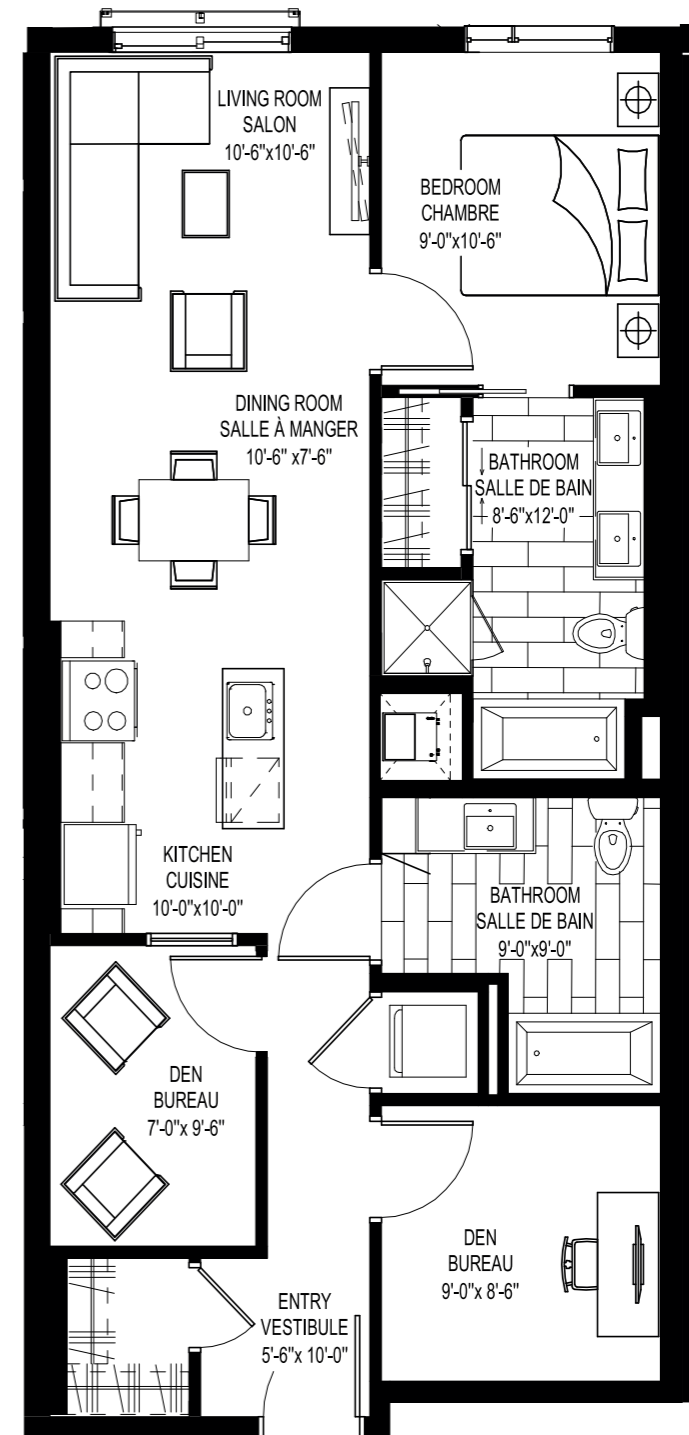 LIVING ROOM
SALON
10'-6"x10'-6"
BEDROOM
CHAMBRE
9'-0"x10'-6"
DINING ROOM
SALLE À MANGER
10'-6" x7'-6"
BATHROOM
SALLE DE BAIN
8'-6"x12'-0"
KITCHEN
CUISINE
10'-0"x10'-0"
BATHROOM
SALLE DE BAIN
9'-0"x9'-0"
DEN
BUREAU
7'-0"x 9'-6"
DEN
BUREAU
9'-0"x 8'-6"
ENTRY
VESTIBULE
5'-6"x 10'-0"